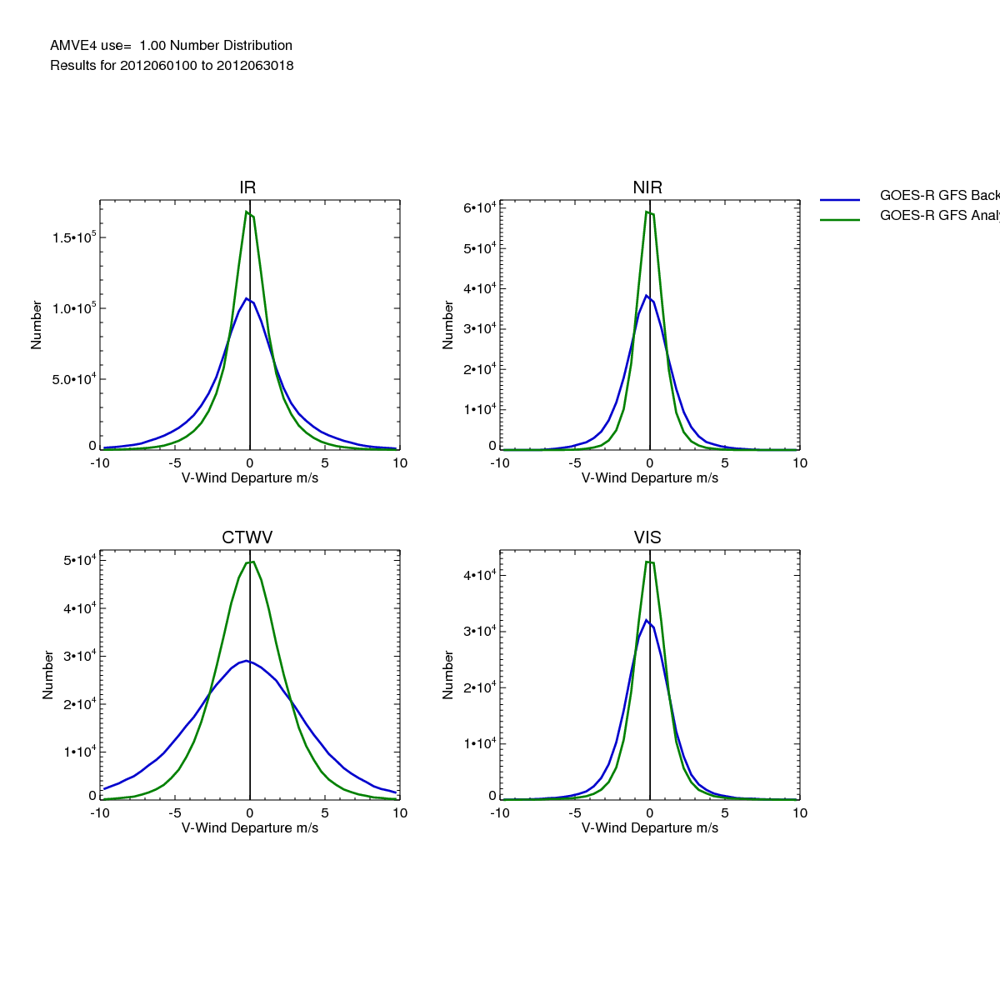 AMVE4 use=  1.00 Number Distribution
Results for 2012060100 to 2012063018
IR
Number
1.5•10⁵
1.0•10⁵
5.0•10⁴
0
-10 -5 0 5 10
V-Wind Departure m/s
NIR
Number
6•10⁴
5•10⁴
4•10⁴
3•10⁴
2•10⁴
1•10⁴
0
-10 -5 0 5 10
V-Wind Departure m/s
GOES-R GFS Back
GOES-R GFS Anal
CTWV
Number
5•10⁴
4•10⁴
3•10⁴
2•10⁴
1•10⁴
0
-10 -5 0 5 10
V-Wind Departure m/s
VIS
Number
4•10⁴
3•10⁴
2•10⁴
1•10⁴
0
-10 -5 0 5 10
V-Wind Departure m/s